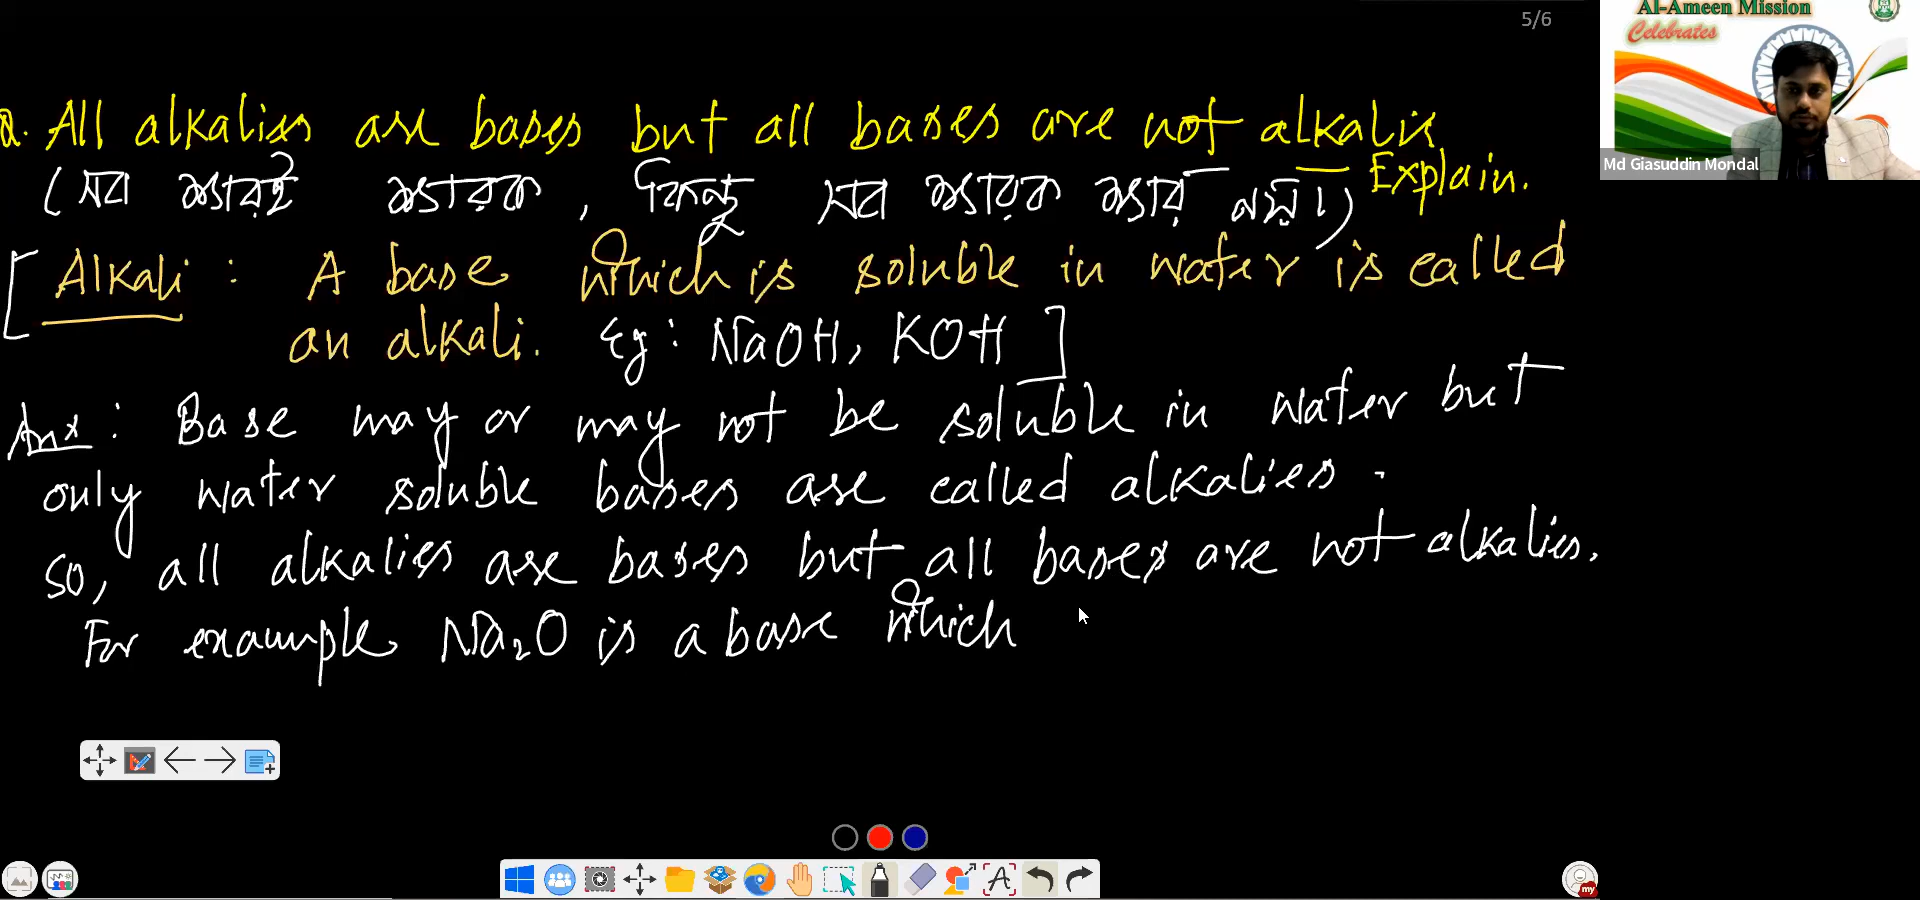 5/6
Al-Ameen Mission
Celebrates
Md Giasuddin Mondal
Q. All alkalies are bases but all bases are not alkalis
Explain.
(সব ক্ষারই ক্ষারক, কিন্তু সব ক্ষারক ক্ষার নয়।)
[Alkali : A base which is soluble in water is called
an alkali. Eg : NaOH, KOH]
Ans : Base may or may not be soluble in water but
only water soluble bases are called alkalies.
So, all alkalies are bases but all bases are not alkalies.
For example Na₂O is a base which
my